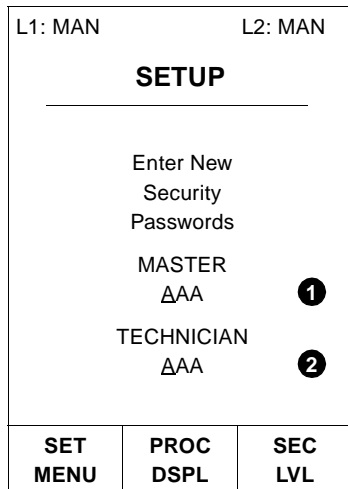 L1: MAN L2: MAN
SETUP
Enter New
Security
Passwords
MASTER
AAA 1
TECHNICIAN
AAA 2
SET PROC SEC
MENU DSPL LVL